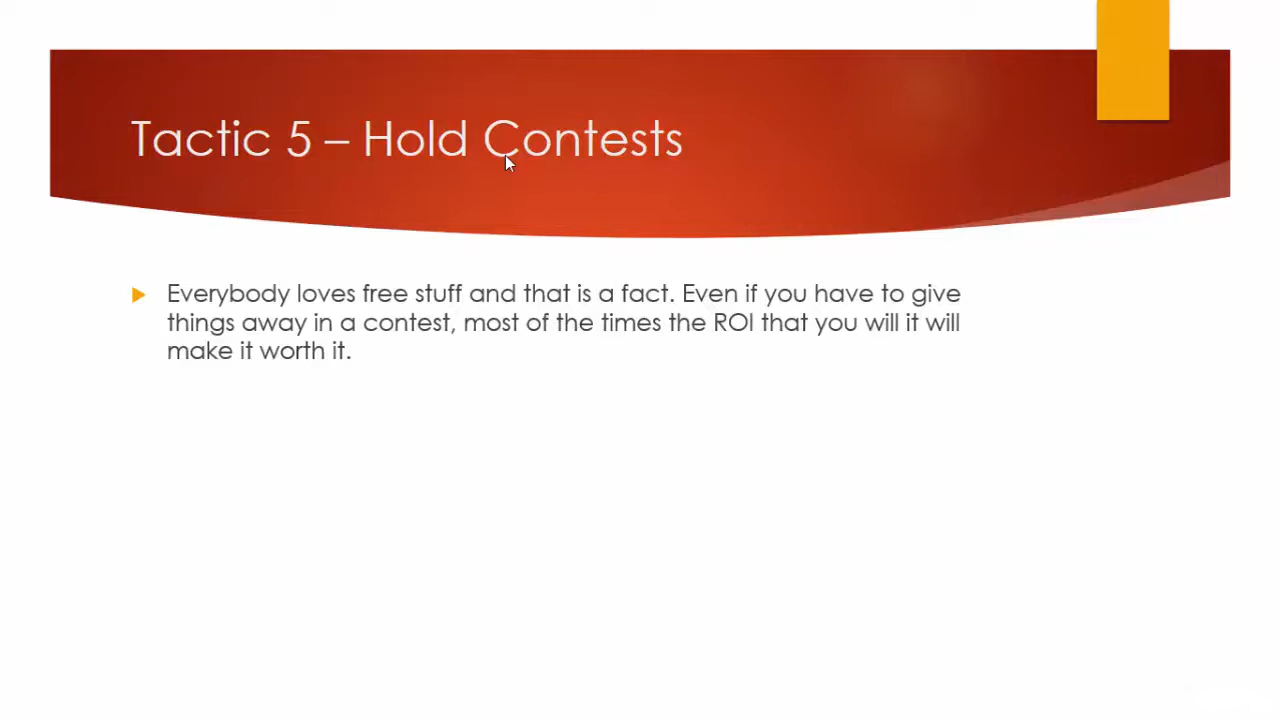 Tactic 5 – Hold Contests
Everybody loves free stuff and that is a fact. Even if you have to give
things away in a contest, most of the times the ROI that you will it will
make it worth it.